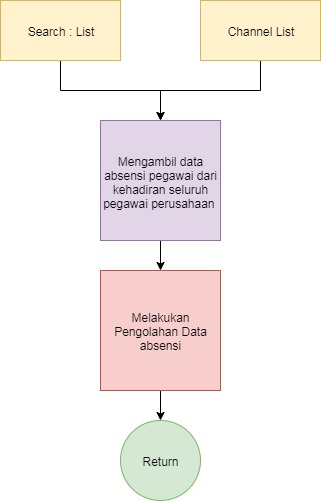 Search : List
Channel List
Mengambil data
absensi pegawai dari
kehadiran seluruh
pegawai perusahaan
Melakukan
Pengolahan Data
absensi
Return